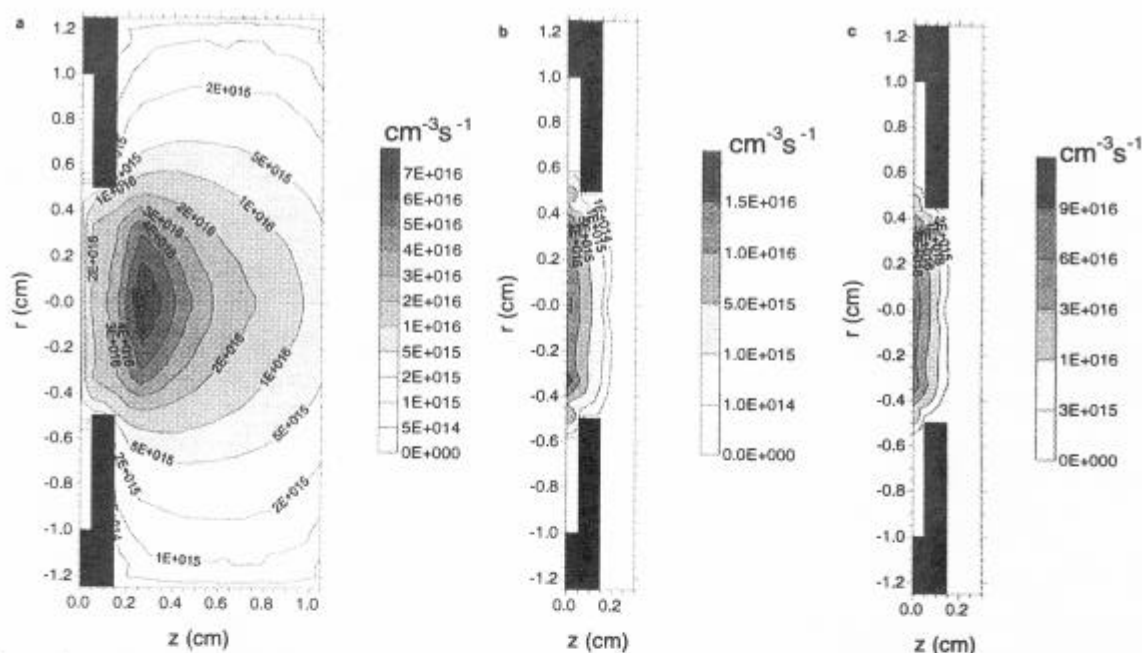 a
1.2
1.0
0.8
0.6
0.4
0.2
-0.0
-0.2
-0.4
-0.6
-0.8
-1.0
-1.2
r (cm)
0.0 0.2 0.4 0.6 0.8 1.0
z (cm)
2E+016
5E+015
1E+016
1E+016
2E+016
3E+016
2E+015
2E+016
1E+016
5E+015
5E+015
2E+015
2E+015
1E+015
cm-3s-1
7E+016
6E+016
5E+016
4E+016
3E+016
2E+016
1E+016
5E+015
2E+015
1E+015
5E+014
0E+000
b
1.2
1.0
0.8
0.6
0.4
0.2
-0.0
-0.2
-0.4
-0.6
-0.8
-1.0
-1.2
r (cm)
0.0 0.2
z (cm)
cm-3s-1
1.5E+016
1.0E+016
5.0E+015
1.0E+015
1.0E+014
0.0E+000
c
1.2
1.0
0.8
0.6
0.4
0.2
-0.0
-0.2
-0.4
-0.6
-0.8
-1.0
-1.2
r (cm)
0.0 0.2
z (cm)
cm-3s-1
9E+016
6E+016
3E+016
1E+016
3E+015
0E+000